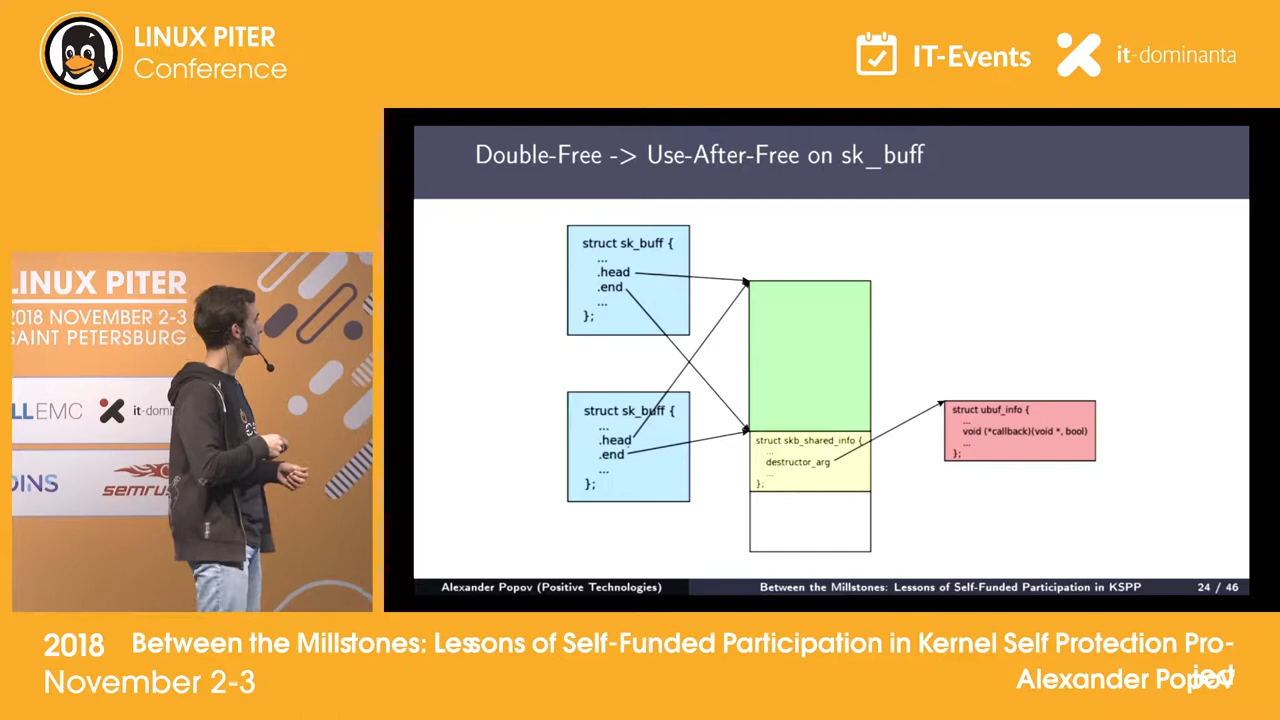 LINUX PITER
Conference
IT-Events
it-dominanta
Double-Free -> Use-After-Free on sk_buff
struct sk_buff {
...
.head
.end
...
};
struct sk_buff {
...
.head
.end
...
};
struct skb_shared_info {
...
destructor_arg
...
};
struct ubuf_info {
...
void (*callback)(void *, bool)
...
};
Alexander Popov (Positive Technologies)
Between the Millstones: Lessons of Self-Funded Participation in KSPP
24 / 46
LINUX PITER
2018 NOVEMBER 2-3
SAINT PETERSBURG
LLEMC
it-domi
OINS
semrus
2018
Between the Millstones: Lessons of Self-Funded Participation in Kernel Self Protection Pro-
ject
November 2-3
Alexander Popov